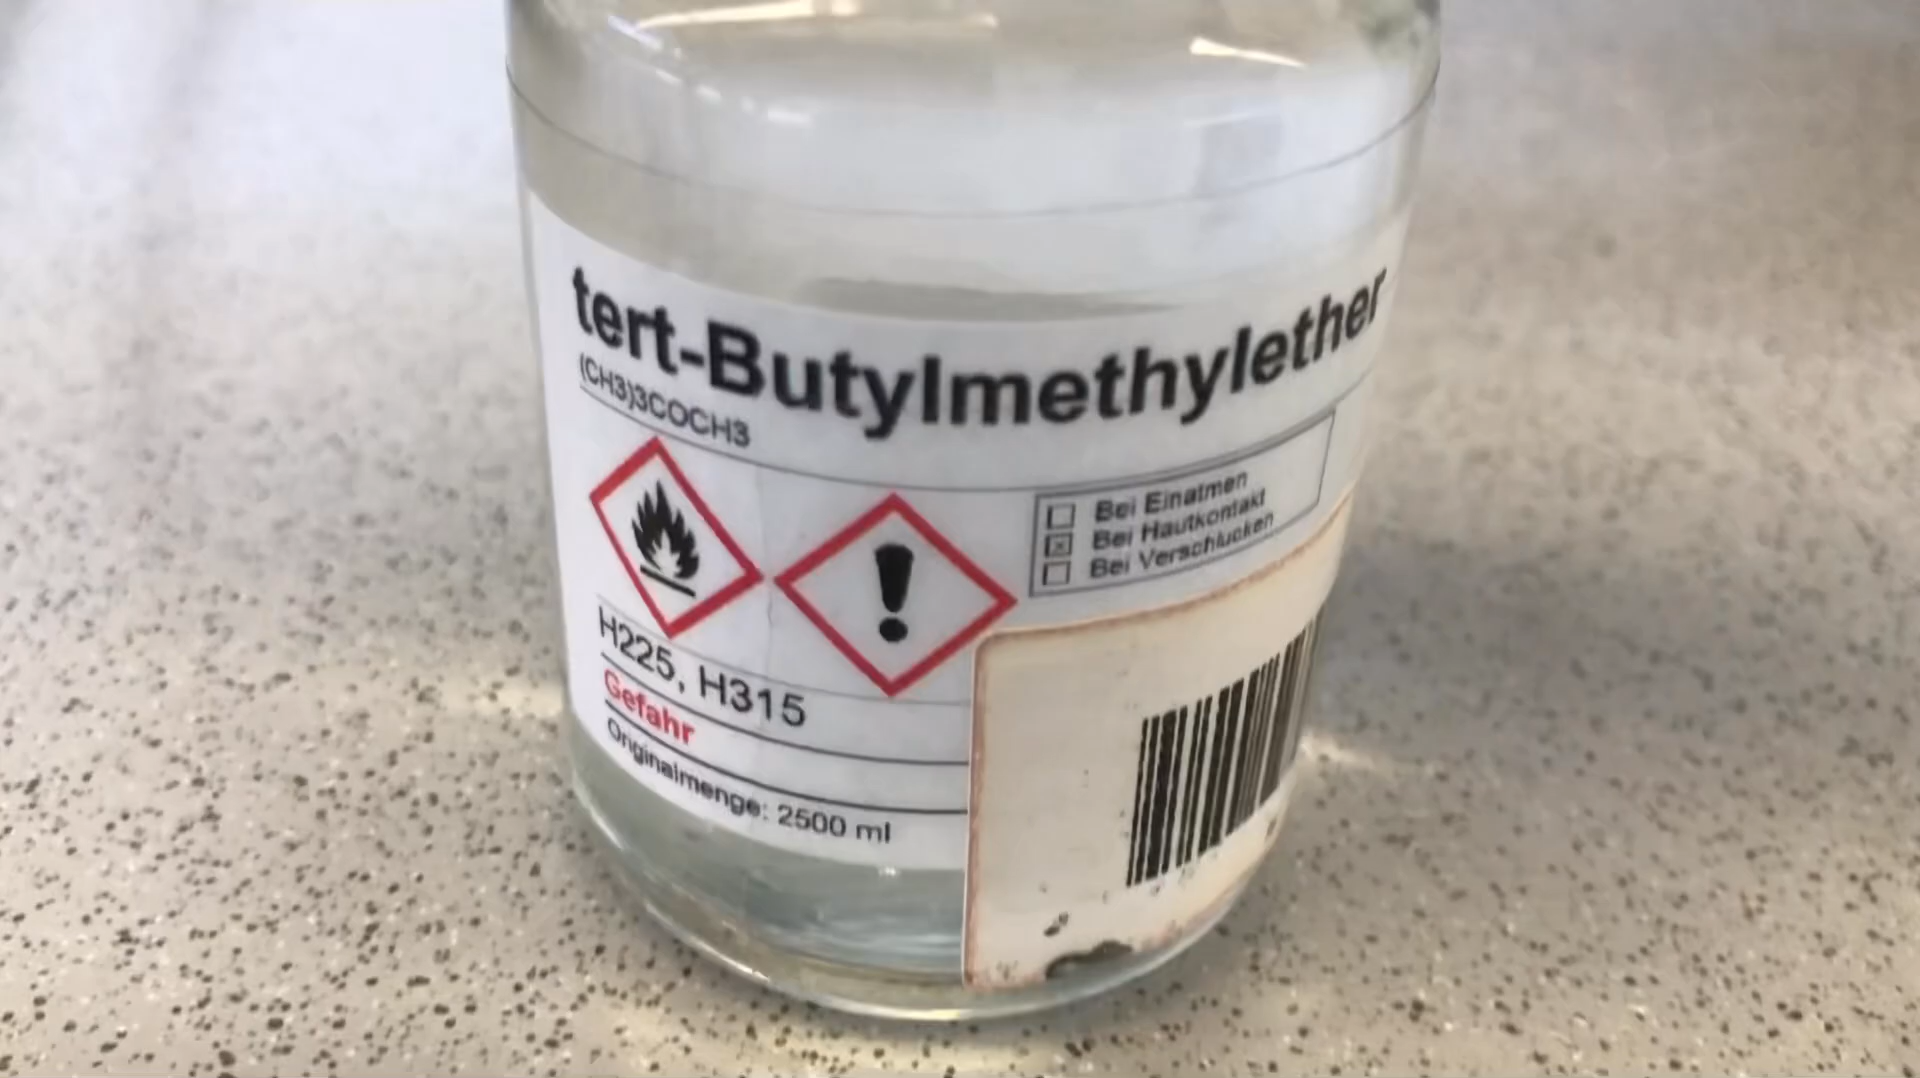 tert-Butylmethylether
(CH3)3COCH3
Bei Einatmen
Bei Hautkontakt
Bei Verschlucken
H225, H315
Gefahr
Originalmenge: 2500 ml